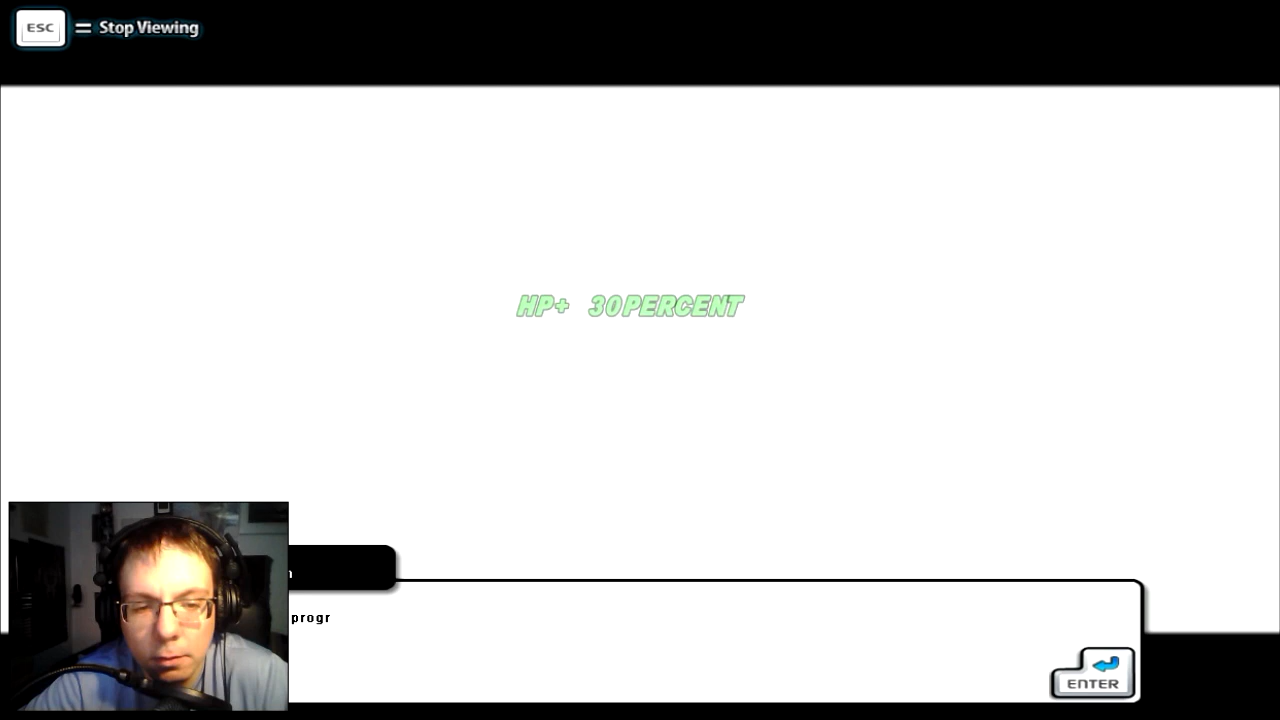 ESC = Stop Viewing
HP+ 30PERCENT
n
progr
ENTER